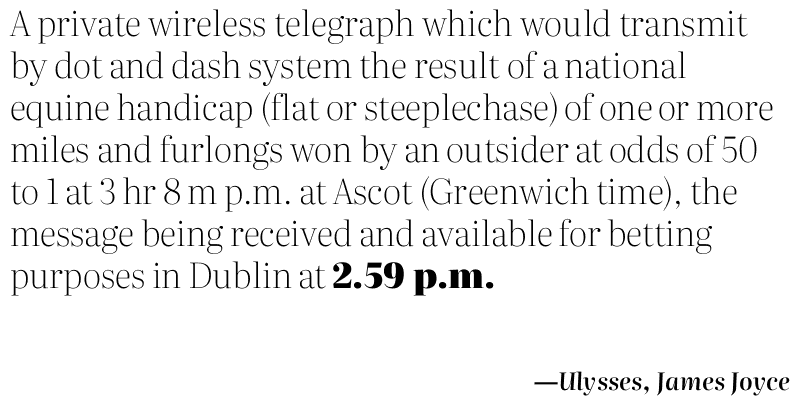 A private wireless telegraph which would transmit
by dot and dash system the result of a national
equine handicap (flat or steeplechase) of one or more
miles and furlongs won by an outsider at odds of 50
to 1 at 3 hr 8 m p.m. at Ascot (Greenwich time), the
message being received and available for betting
purposes in Dublin at 2.59 p.m.
—Ulysses, James Joyce